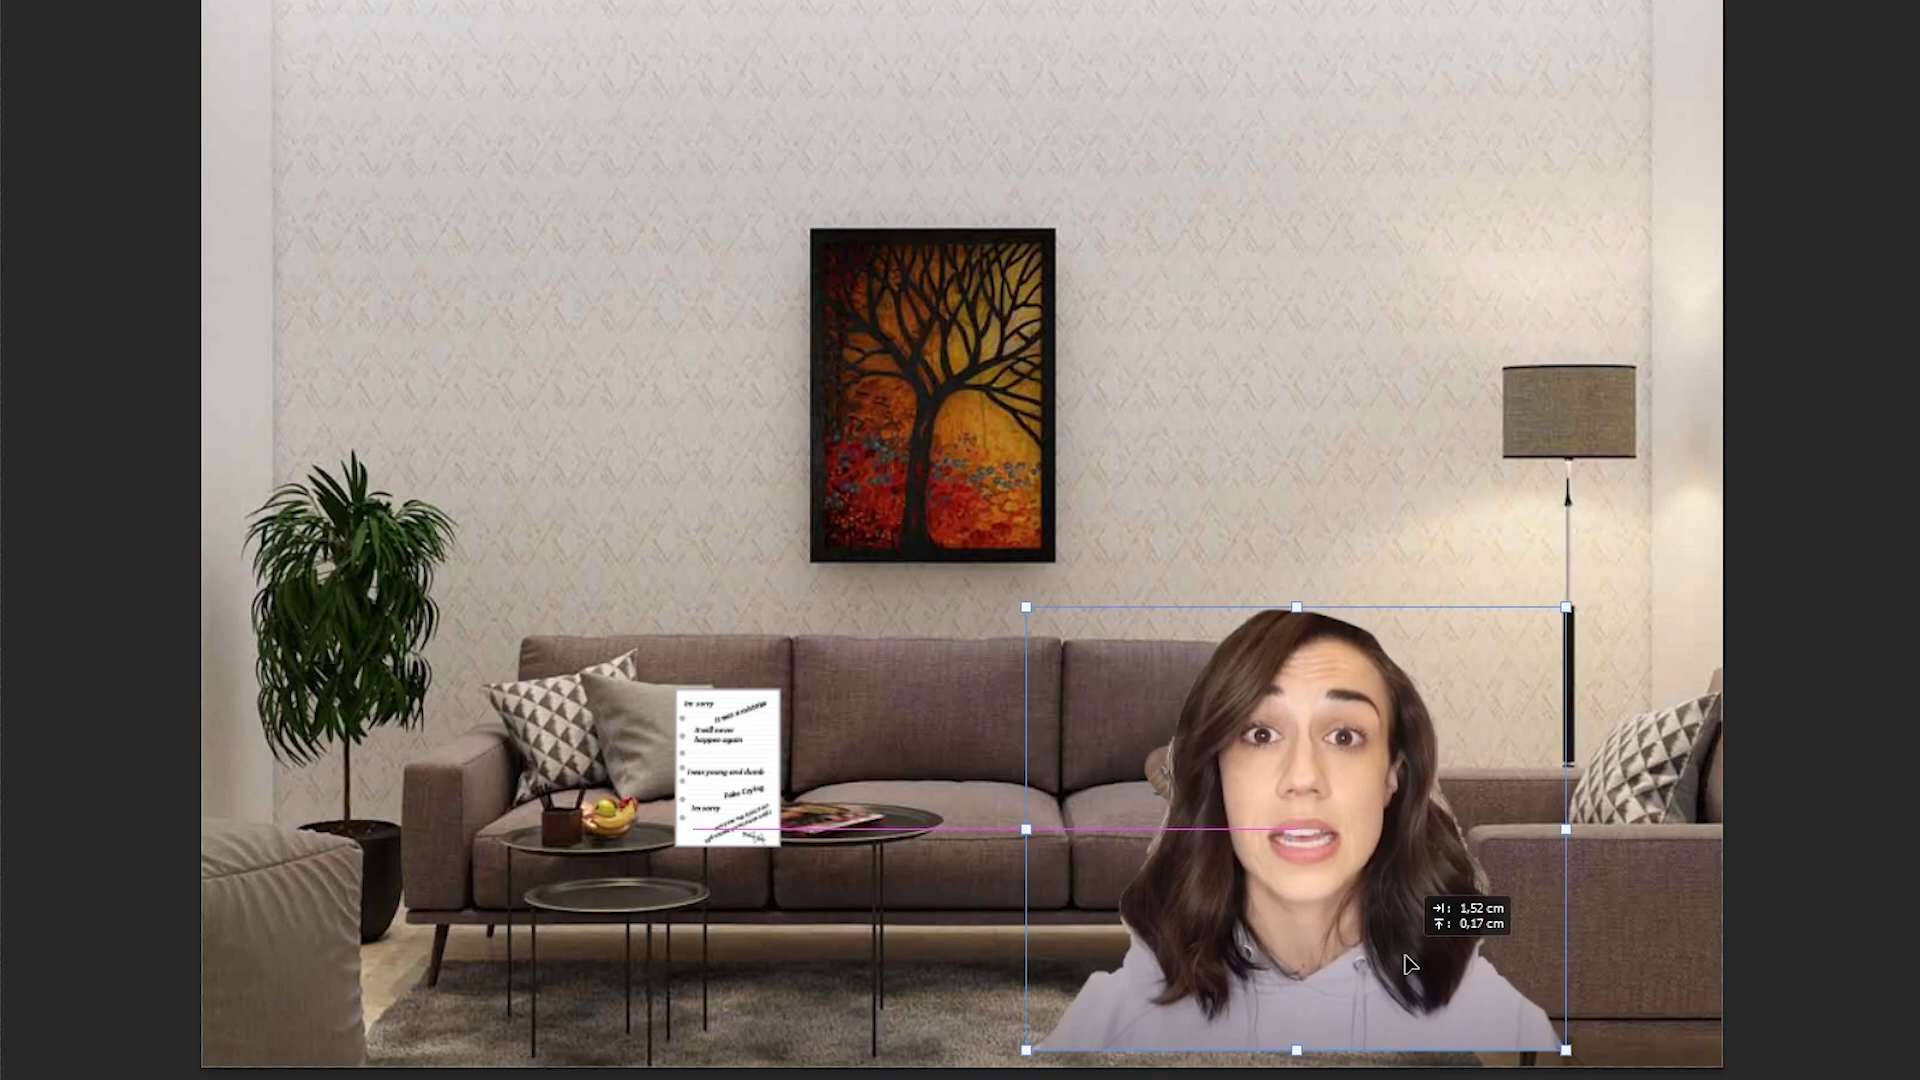 Im sorry
It was a mistake
it will never
happen again
I was young and dumb
Fake Crying
Im sorry
→I: 1,52 cm
↑: 0,17 cm